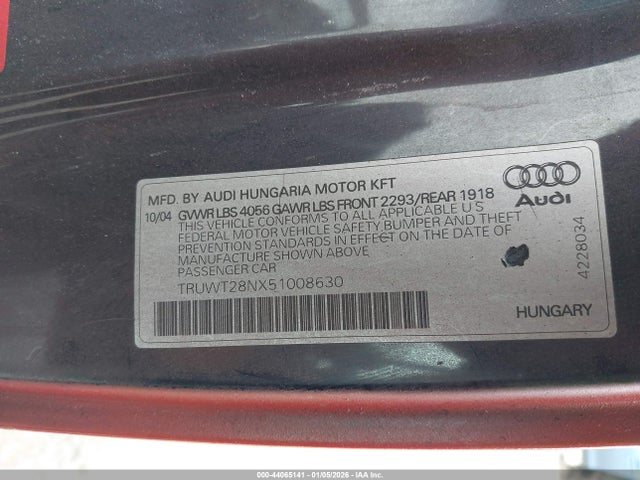 MFD. BY AUDI HUNGARIA MOTOR KFT
10/04 GVWR LBS 4056 GAWR LBS FRONT 2293/REAR 1918
THIS VEHICLE CONFORMS TO ALL APPLICABLE U S
FEDERAL MOTOR VEHICLE SAFETY BUMPER AND THEFT
PREVENTION STANDARDS IN EFFECT ON THE DATE OF
MANUFACTURE SHOWN ABOVE
PASSENGER CAR
TRUWT28NX51008630
Audi
4228034
HUNGARY
000-44065141 - 01/05/2026 - IAAI